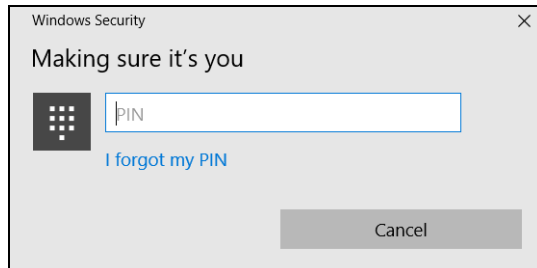 Windows Security
Making sure it's you
PIN
I forgot my PIN
Cancel